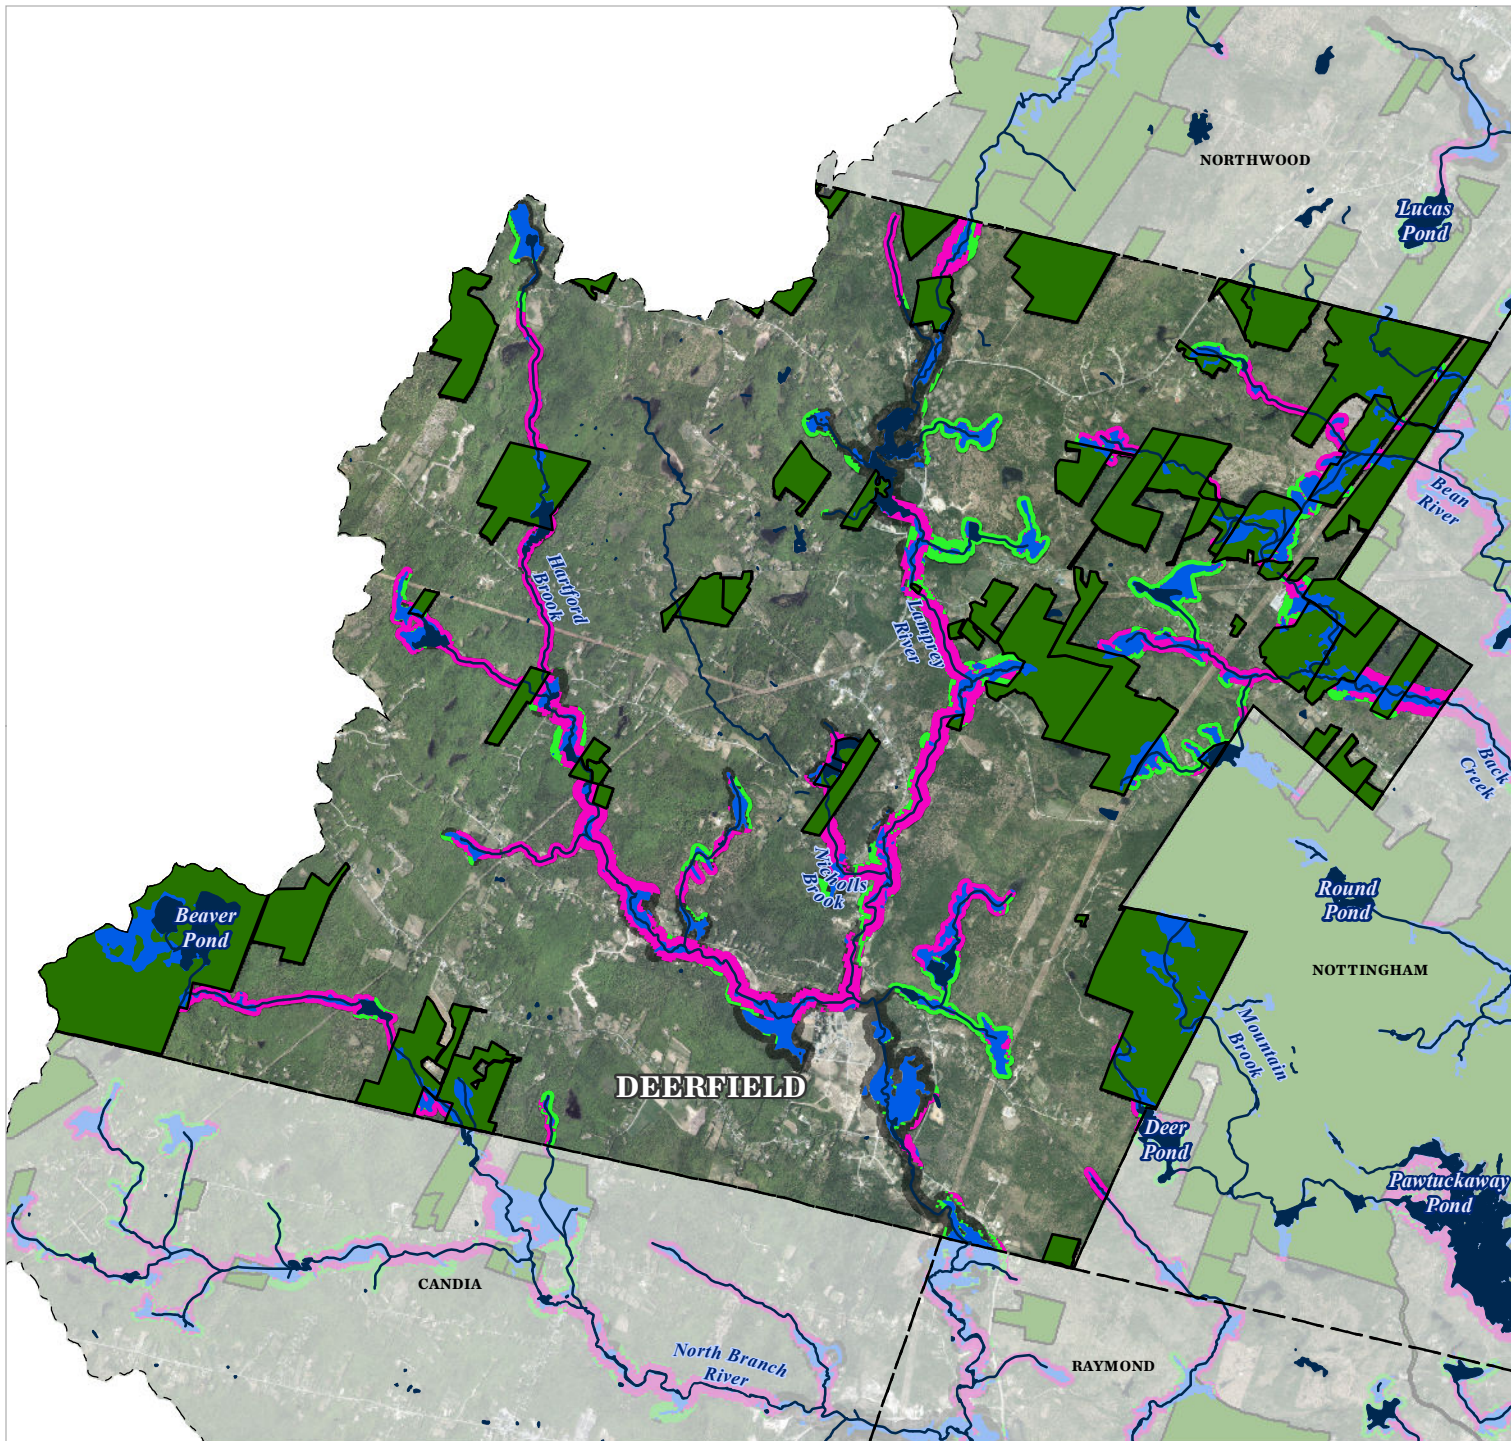 NORTHWOOD
Lucas
Pond
Bean
River
Hartford
Brook
Lamprey
River
Back
Creek
Nicholls
Brook
Round
Pond
Beaver
Pond
NOTTINGHAM
Mountain
Brook
DEERFIELD
Deer
Pond
Pawtuckaway
Pond
CANDIA
North Branch
River
RAYMOND